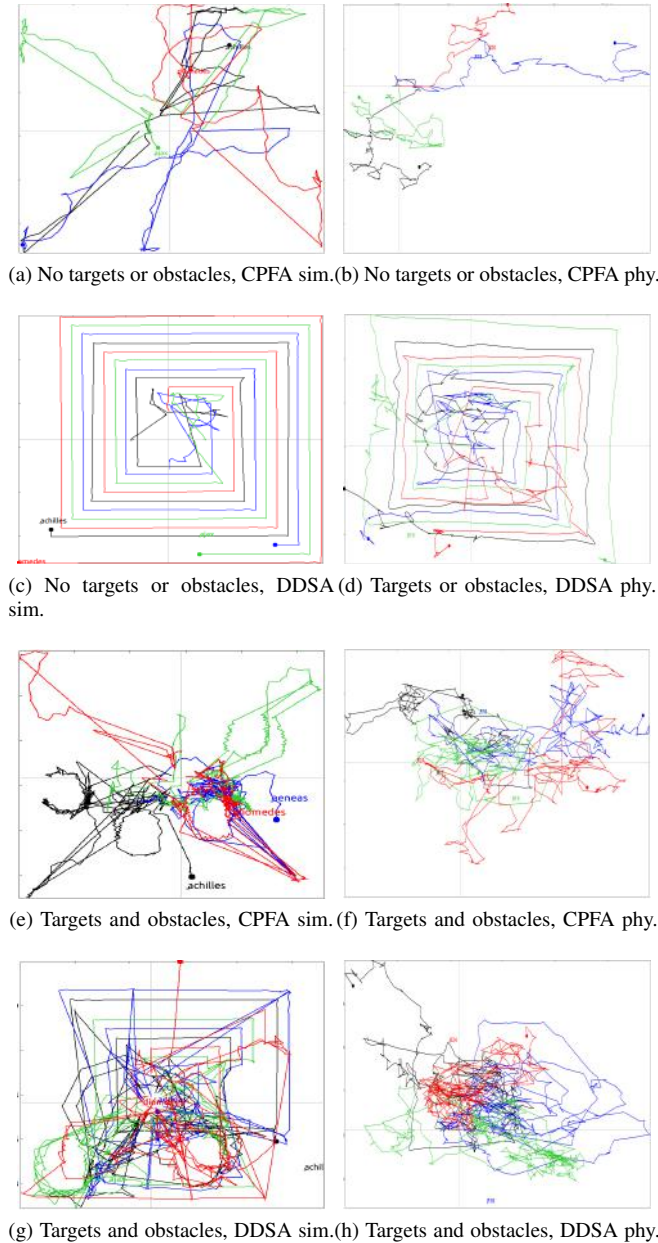 achilles
ajax
(a) No targets or obstacles, CPFA sim.(b) No targets or obstacles, CPFA phy.
achilles
(c) No targets or obstacles, DDSA (d) Targets or obstacles, DDSA phy.
sim.
aeneas
achilles
(e) Targets and obstacles, CPFA sim. (f) Targets and obstacles, CPFA phy.
(g) Targets and obstacles, DDSA sim.(h) Targets and obstacles, DDSA phy.